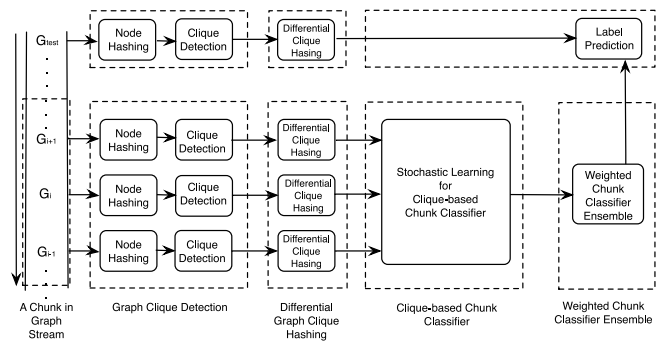 Gtest
Node
Hashing
Clique
Detection
Differential
Clique
Hasing
Label
Prediction
Gi+1
Node
Hashing
Clique
Detection
Differential
Clique
Hasing
Gi
Node
Hashing
Clique
Detection
Differential
Clique
Hasing
Gi-1
Node
Hashing
Clique
Detection
Differential
Clique
Hasing
Stochastic Learning
for
Clique-based
Chunk Classifier
Weighted
Chunk
Classifier
Ensemble
A Chunk in
Graph
Stream
Graph Clique Detection
Differential
Graph Clique
Hashing
Clique-based Chunk
Classifier
Weighted Chunk
Classifier Ensemble